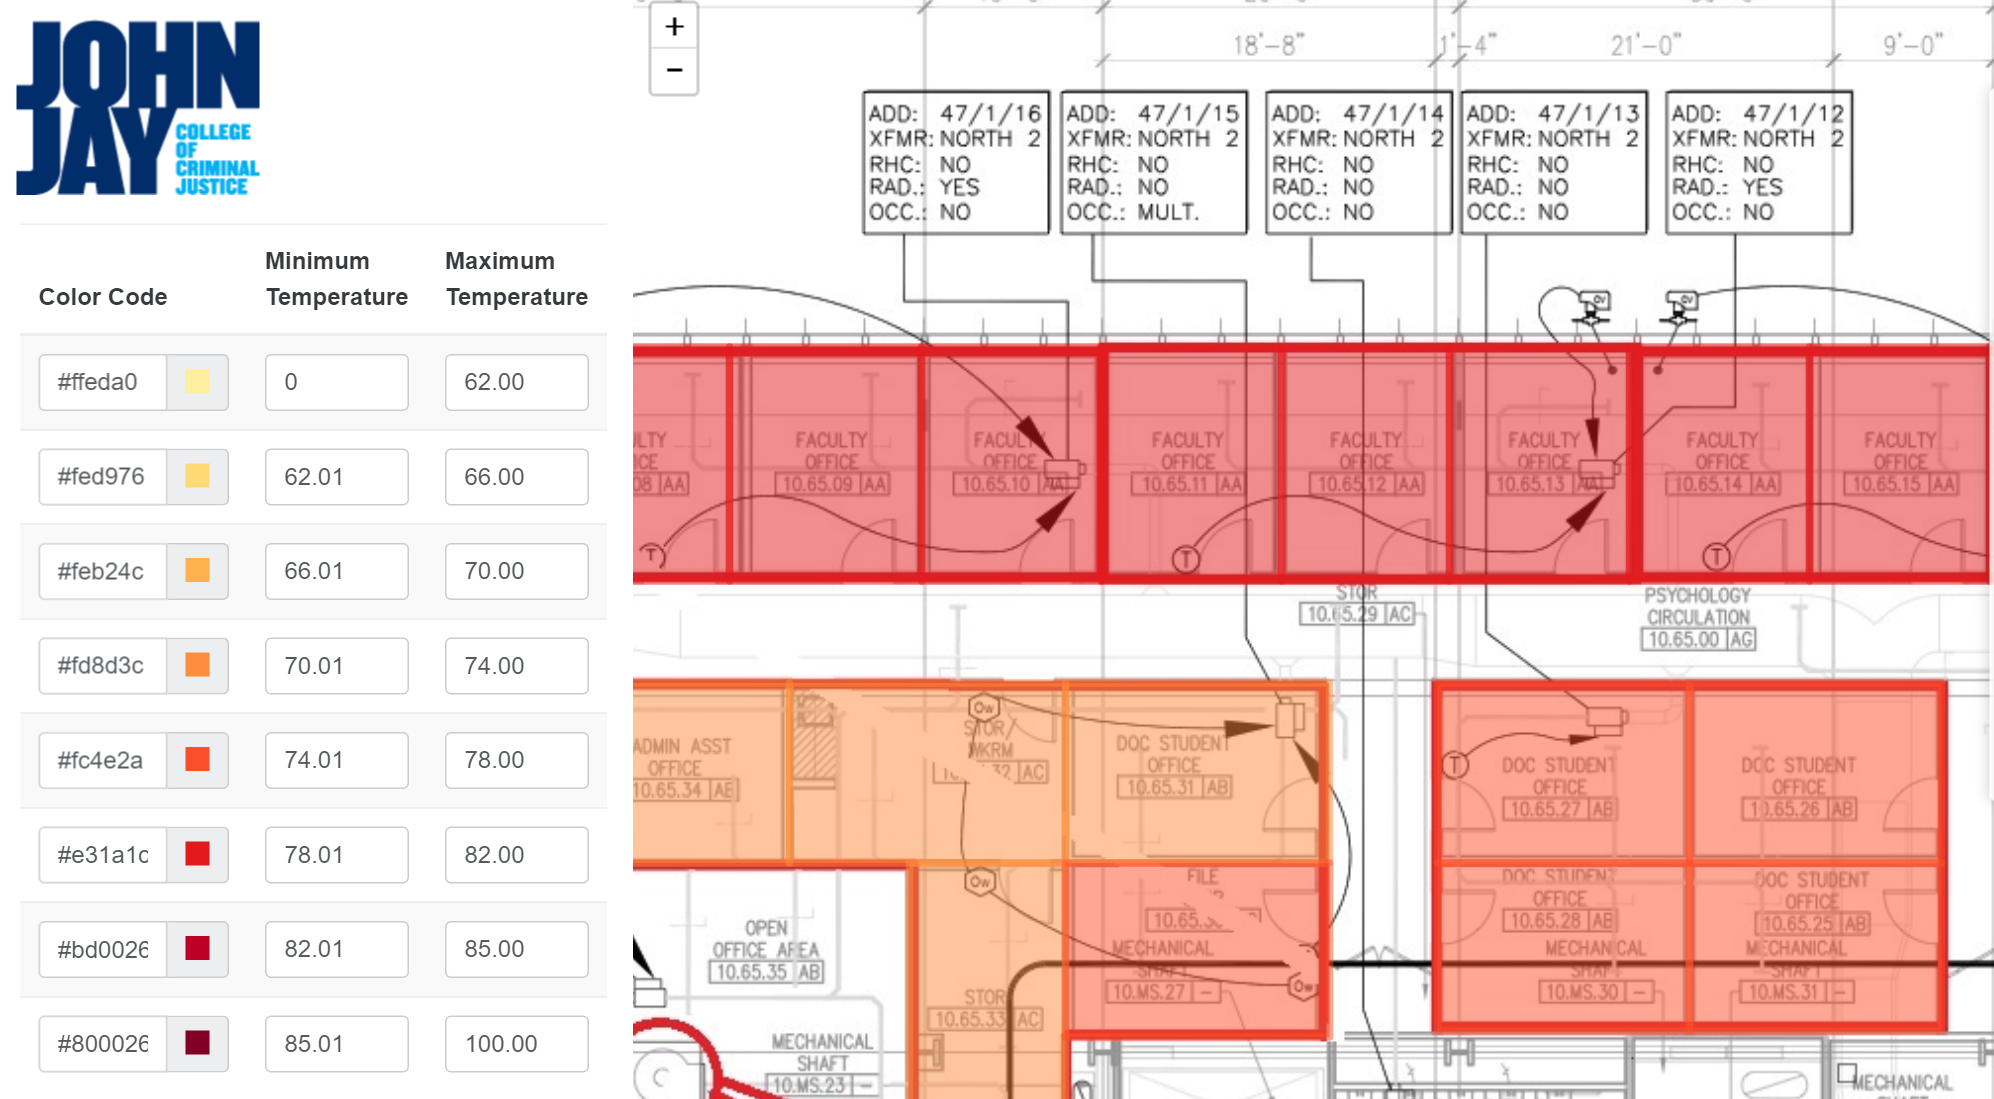 JOHN
JAY
COLLEGE
OF
CRIMINAL
JUSTICE
Color Code
Minimum
Temperature
Maximum
Temperature
#ffeda0
0
62.00
#fed976
62.01
66.00
#feb24c
66.01
70.00
#fd8d3c
70.01
74.00
#fc4e2a
74.01
78.00
#e31a1c
78.01
82.00
#bd0026
82.01
85.00
#800026
85.01
100.00
+
−
18'-8"
1'-4"
21'-0"
9'-0"
ADD: 47/1/16
XFMR: NORTH 2
RHC: NO
RAD.: YES
OCC.: NO
ADD: 47/1/15
XFMR: NORTH 2
RHC: NO
RAD.: NO
OCC.: MULT.
ADD: 47/1/14
XFMR: NORTH 2
RHC: NO
RAD.: NO
OCC.: NO
ADD: 47/1/13
XFMR: NORTH 2
RHC: NO
RAD.: NO
OCC.: NO
ADD: 47/1/12
XFMR: NORTH 2
RHC: NO
RAD.: YES
OCC.: NO
CV
CV
LTY
ICE
08 AA
FACULTY
OFFICE
10.65.09 AA
FACULTY
OFFICE
10.65.10 AA
FACULTY
OFFICE
10.65.11 AA
FACULTY
OFFICE
10.65.12 AA
FACULTY
OFFICE
10.65.13 AA
FACULTY
OFFICE
10.65.14 AA
FACULTY
OFFICE
10.65.15 AA
T
T
T
STOR
10.65.29 AC
PSYCHOLOGY
CIRCULATION
10.65.00 AG
ADMIN ASST
OFFICE
10.65.34 AB
Ow
STOR/
WKRM
32 AC
DOC STUDENT
OFFICE
10.65.31 AB
T
DOC STUDENT
OFFICE
10.65.27 AB
DOC STUDENT
OFFICE
10.65.26 AB
Ow
FILE
10.65.3
MECHANICAL
SHAFT
10.MS.27 –
Ow
DOC STUDENT
OFFICE
10.65.28 AB
MECHANICAL
SHAFT
10.MS.30 –
DOC STUDENT
OFFICE
10.65.25 AB
MECHANICAL
SHAFT
10.MS.31 –
OPEN
OFFICE AREA
10.65.35 AB
STOR
10.65.33 AC
MECHANICAL
SHAFT
10.MS.23 –
C
MECHANICAL